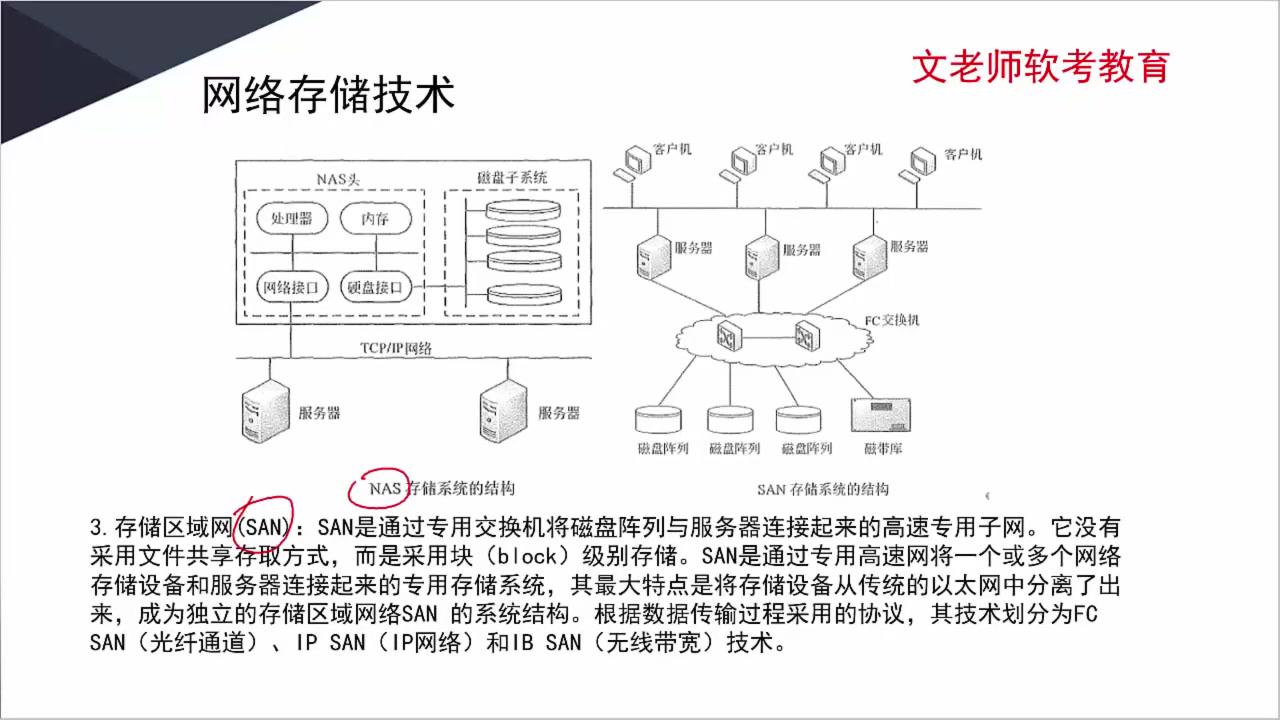 文老师软考教育
网络存储技术
NAS头
磁盘子系统
处理器
内存
网络接口
硬盘接口
TCP/IP网络
服务器
服务器
NAS 存储系统的结构
客户机
客户机
客户机
客户机
服务器
服务器
服务器
FC交换机
磁盘阵列
磁盘阵列
磁盘阵列
磁带库
SAN 存储系统的结构
3. 存储区域网(SAN)：SAN是通过专用交换机将磁盘阵列与服务器连接起来的高速专用子网。它没有
采用文件共享存取方式，而是采用块（block）级别存储。SAN是通过专用高速网将一个或多个网络
存储设备和服务器连接起来的专用存储系统，其最大特点是将存储设备从传统的以太网中分离了出
来，成为独立的存储区域网络SAN 的系统结构。根据数据传输过程采用的协议，其技术划分为FC
SAN（光纤通道）、IP SAN（IP网络）和IB SAN（无线带宽）技术。